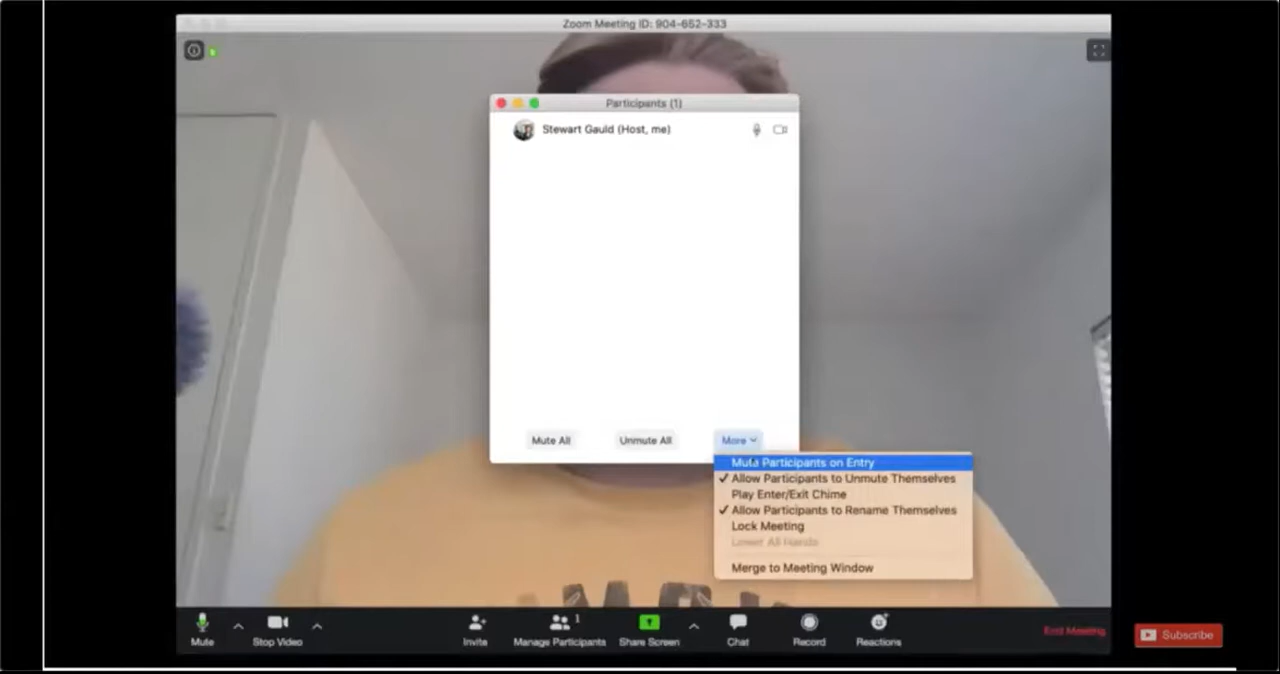 Zoom Meeting ID: 904-652-333
Participants (1)
Stewart Gauld (Host, me)
Mute All
Unmute All
More
Mute Participants on Entry
Allow Participants to Unmute Themselves
Play Enter/Exit Chime
Allow Participants to Rename Themselves
Lock Meeting
Lower All Hands
Merge to Meeting Window
1
Mute
Stop Video
Invite
Manage Participants
Share Screen
Chat
Record
Reactions
End Meeting
Subscribe